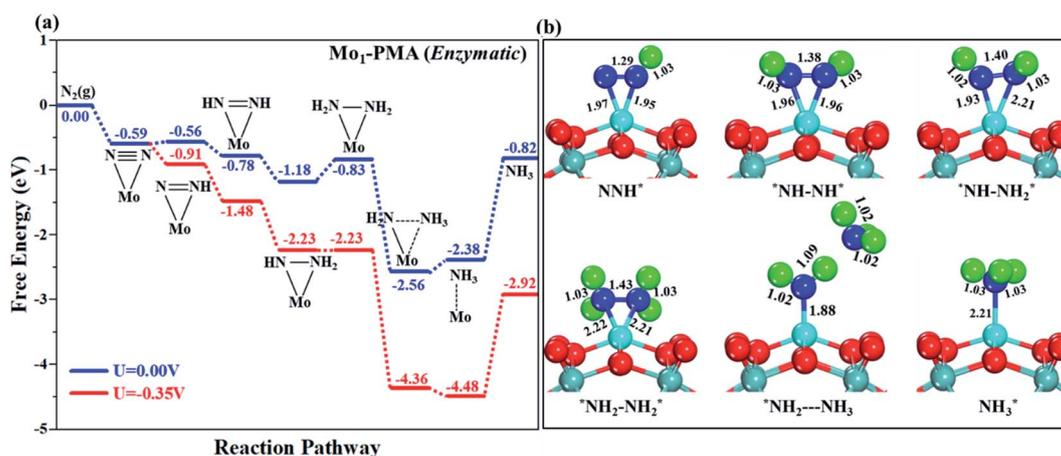 (a)
Mo₁-PMA (Enzymatic)
Free Energy (eV)
1
0
-1
-2
-3
-4
-5
N₂(g)
0.00
-0.59
-0.56
-0.78
-1.18
-0.83
-2.56
-2.38
-0.82
NH₃
-0.91
-1.48
-2.23
-2.23
-4.36
-4.48
-2.92
N N
Mo
N NH
Mo
HN NH
Mo
HN NH₂
Mo
H₂N NH₂
Mo
H₂N NH₃
Mo
NH₃
Mo
U=0.00V
U=-0.35V
Reaction Pathway
(b)
1.29
1.03
1.97 1.95
NNH*
1.38
1.03 1.03
1.96 1.96
*NH-NH*
1.40
1.02 1.03
1.93 2.21
*NH-NH₂*
1.43
1.03 1.03
2.22 2.21
*NH₂-NH₂*
1.02
1.02
1.09
1.02
1.88
*NH₂---NH₃
1.03 1.03
2.21
NH₃*